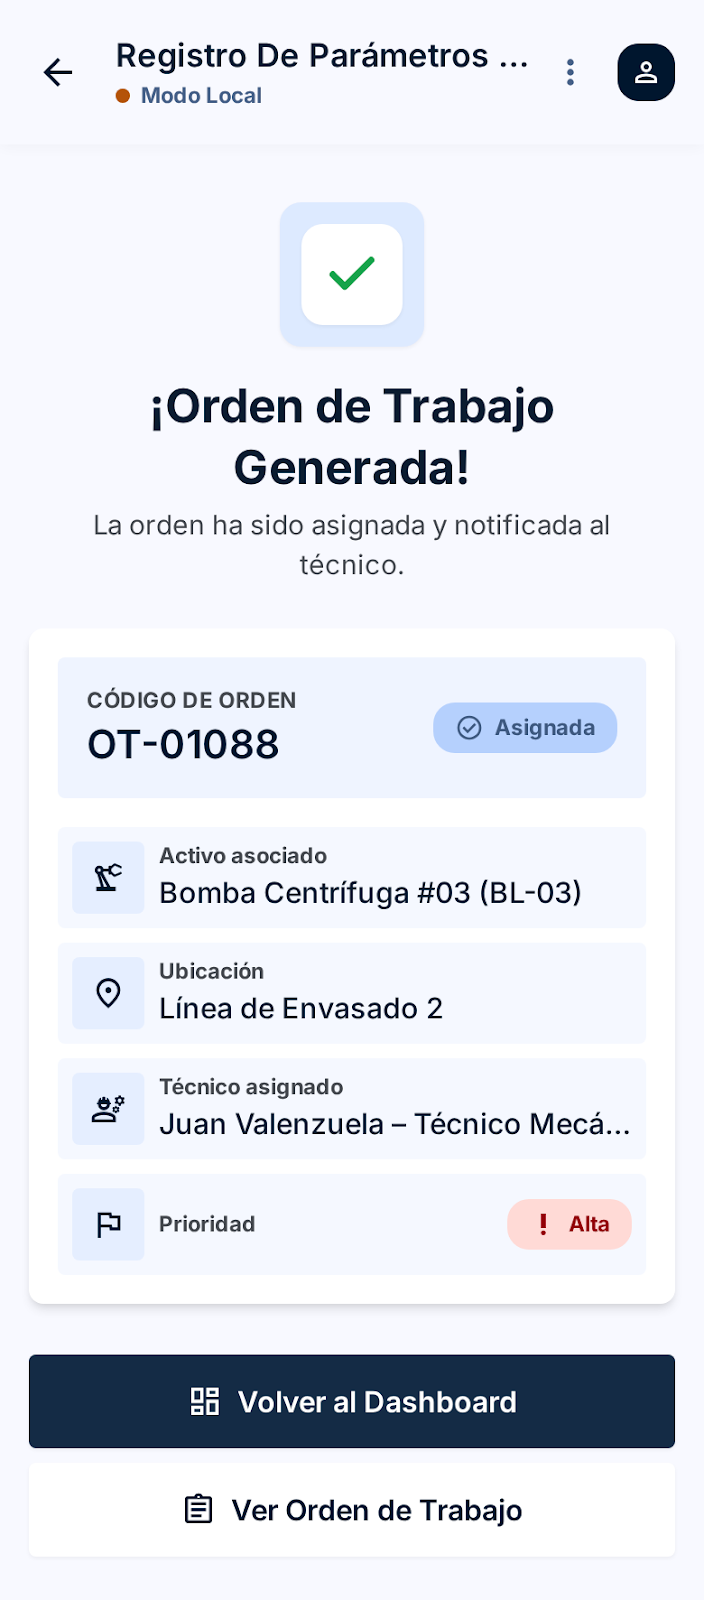 Registro De Parámetros ...
Modo Local
¡Orden de Trabajo
Generada!
La orden ha sido asignada y notificada al
técnico.
CÓDIGO DE ORDEN
OT-01088
Asignada
Activo asociado
Bomba Centrífuga #03 (BL-03)
Ubicación
Línea de Envasado 2
Técnico asignado
Juan Valenzuela – Técnico Mecá...
Prioridad
Alta
Volver al Dashboard
Ver Orden de Trabajo